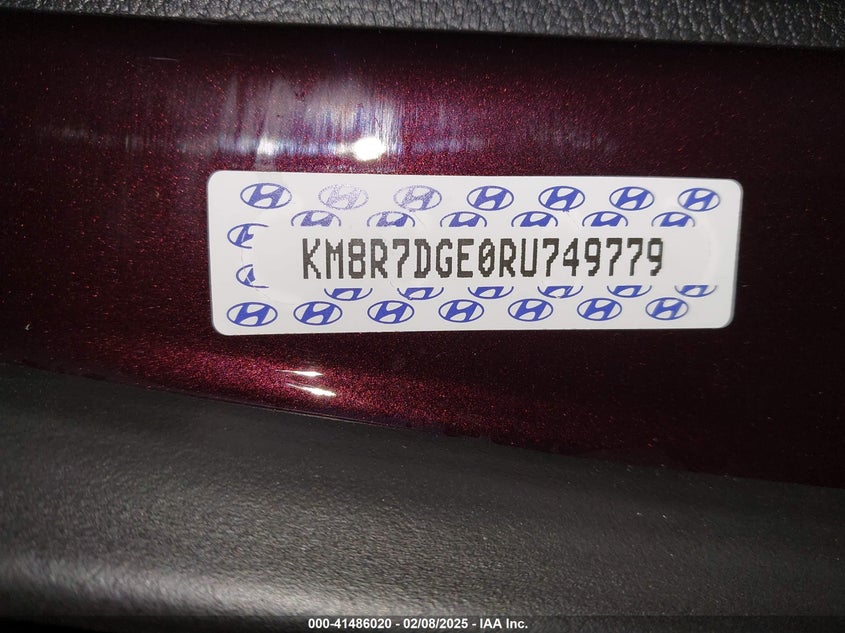 KM8R7DGE0RU749779
000-41486020 — 02/08/2025 — IAA Inc.